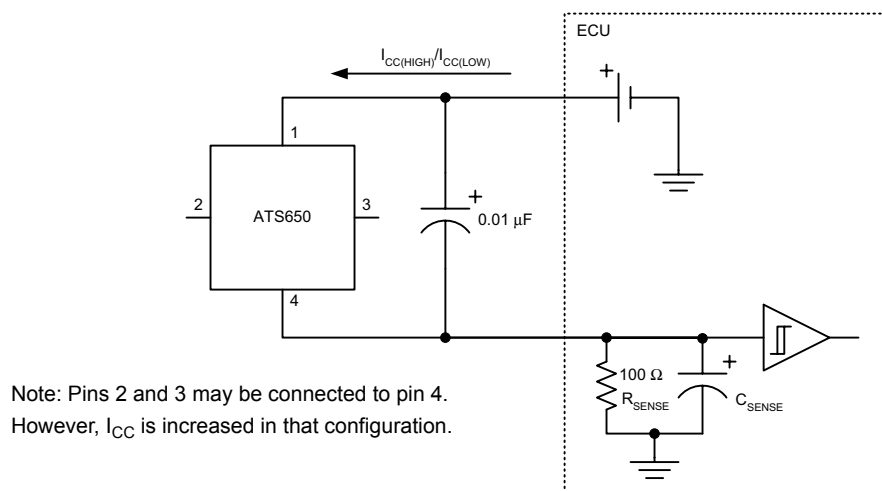 ECU
I_CC(HIGH)/I_CC(LOW)
+
1
2
3
ATS650
+
0.01 μF
4
+
100 Ω
R_SENSE
C_SENSE
Note: Pins 2 and 3 may be connected to pin 4.
However, I_CC is increased in that configuration.